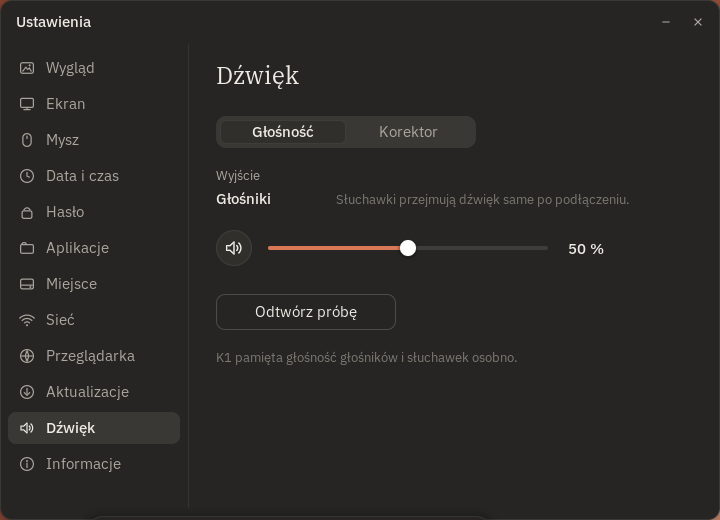 Ustawienia
Wygląd
Ekran
Mysz
Data i czas
Hasło
Aplikacje
Miejsce
Sieć
Przeglądarka
Aktualizacje
Dźwięk
Informacje
Dźwięk
Głośność Korektor
Wyjście
Głośniki Słuchawki przejmują dźwięk same po podłączeniu.
50 %
Odtwórz próbę
K1 pamięta głośność głośników i słuchawek osobno.